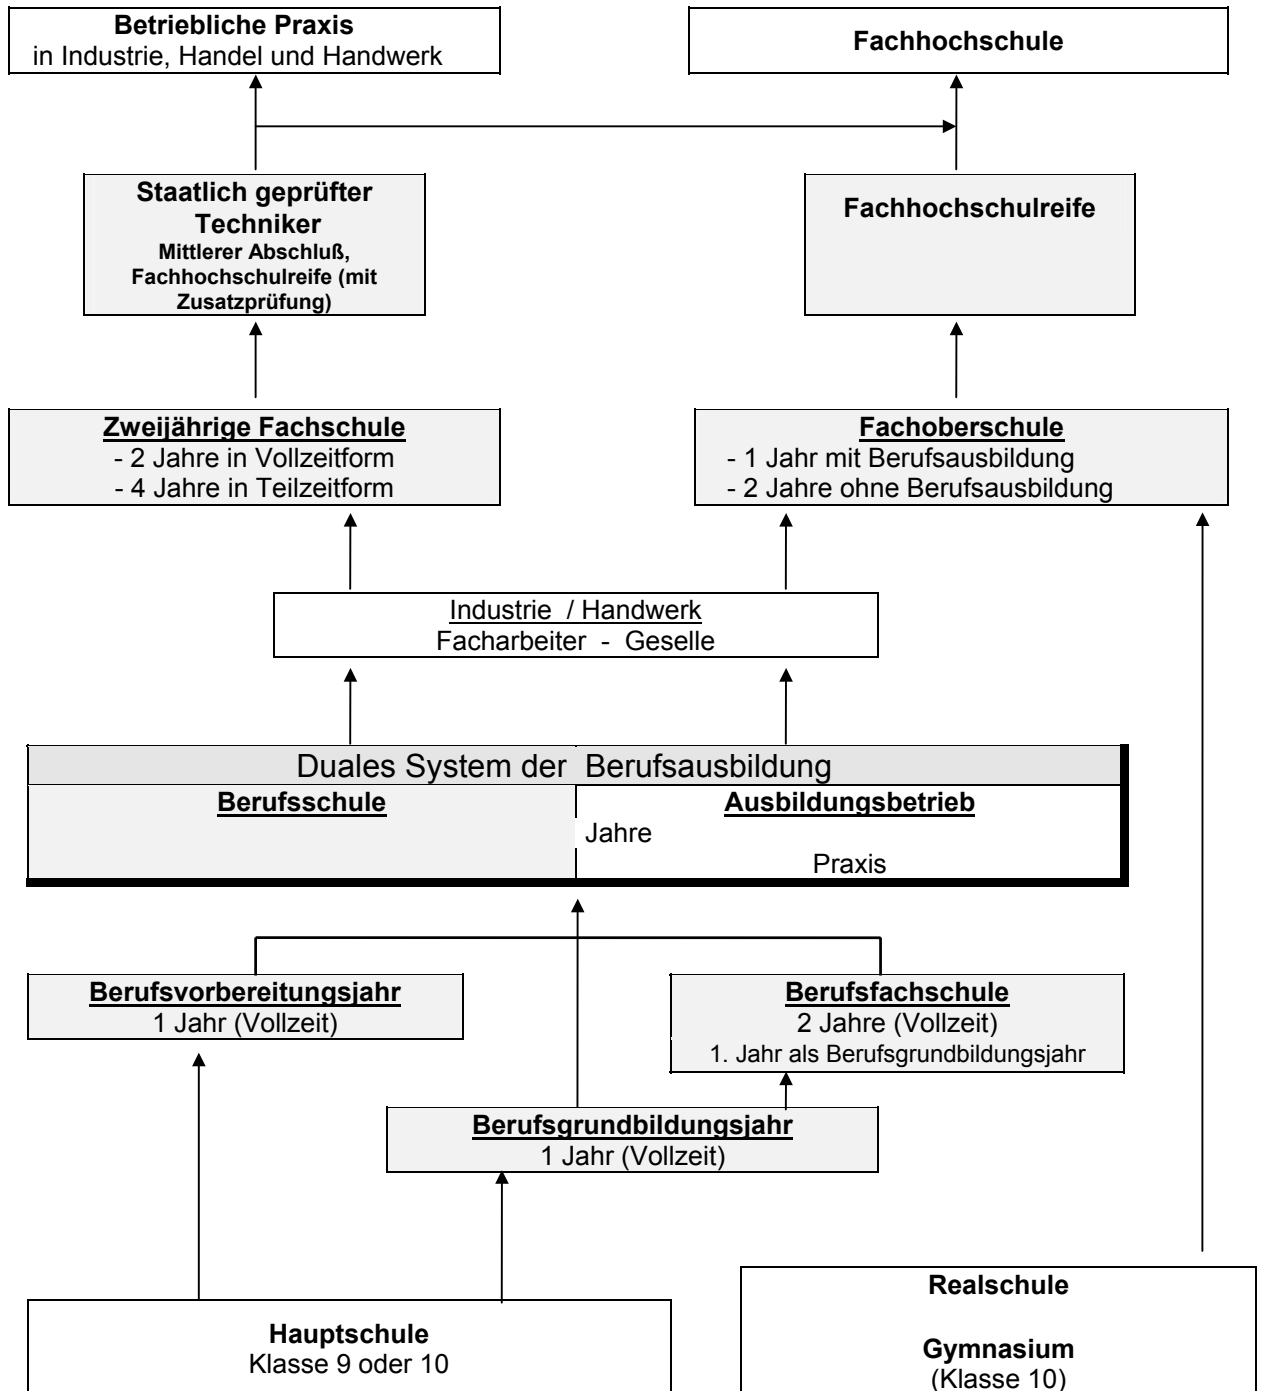 Betriebliche Praxis
in Industrie, Handel und Handwerk
Fachhochschule
Staatlich geprüfter
Techniker
Mittlerer Abschluß,
Fachhochschulreife (mit
Zusatzprüfung)
Fachhochschulreife
Zweijährige Fachschule
- 2 Jahre in Vollzeitform
- 4 Jahre in Teilzeitform
Fachoberschule
- 1 Jahr mit Berufsausbildung
- 2 Jahre ohne Berufsausbildung
Industrie / Handwerk
Facharbeiter - Geselle
Duales System der Berufsausbildung
Berufsschule
Ausbildungsbetrieb
Jahre
Praxis
Berufsvorbereitungsjahr
1 Jahr (Vollzeit)
Berufsfachschule
2 Jahre (Vollzeit)
1. Jahr als Berufsgrundbildungsjahr
Berufsgrundbildungsjahr
1 Jahr (Vollzeit)
Hauptschule
Klasse 9 oder 10
Realschule
Gymnasium
(Klasse 10)